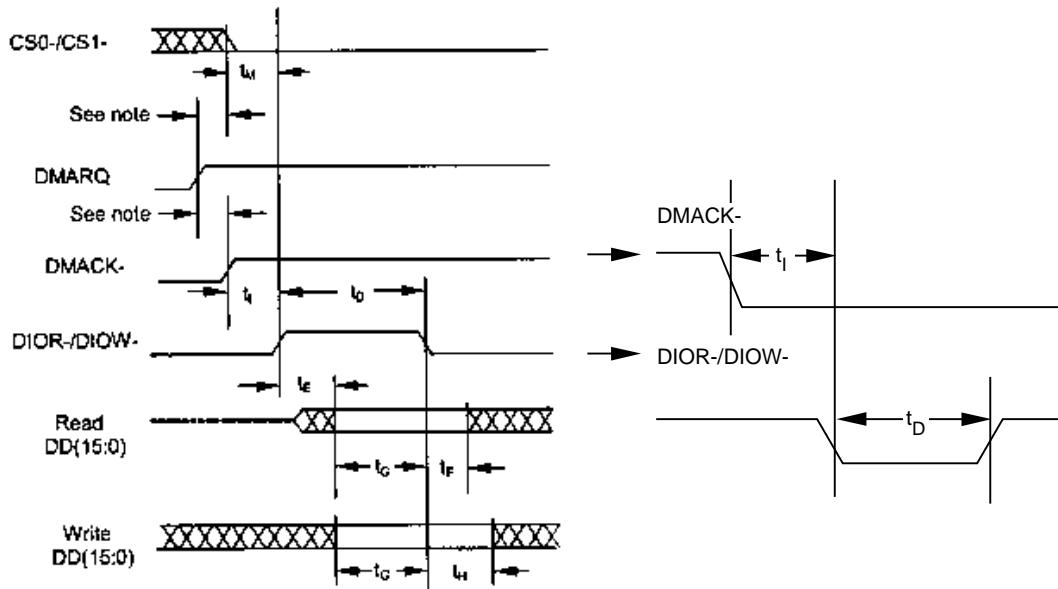 CS0-/CS1-
tM
See note
DMARQ
See note
DMACK-
tI
tD
DIOR-/DIOW-
tE
Read
DD(15:0)
tG
tF
Write
DD(15:0)
tG
tH
DMACK-
tI
DIOR-/DIOW-
tD